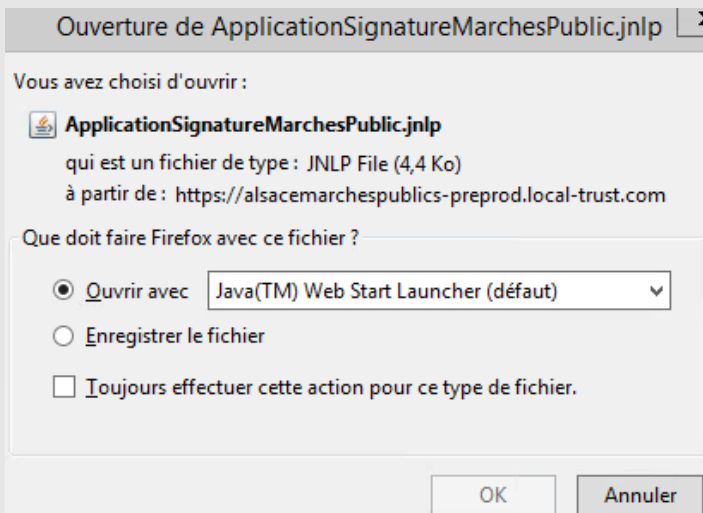 Ouverture de ApplicationSignatureMarchesPublic.jnlp
Vous avez choisi d'ouvrir :
ApplicationSignatureMarchesPublic.jnlp
qui est un fichier de type : JNLP File (4,4 Ko)
à partir de : https://alsacemarchespublics-preprod.local-trust.com
Que doit faire Firefox avec ce fichier ?
Ouvrir avec Java(TM) Web Start Launcher (défaut)
Enregistrer le fichier
Toujours effectuer cette action pour ce type de fichier.
OK Annuler